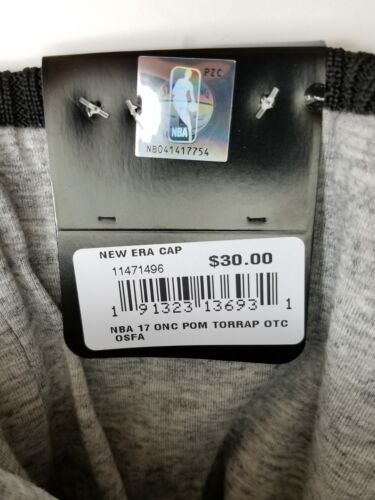 PZC
NBA
NB041417754
NEW ERA CAP
11471496 $30.00
1 91323 13693 1
NBA 17 ONC POM TORRAP OTC
OSFA